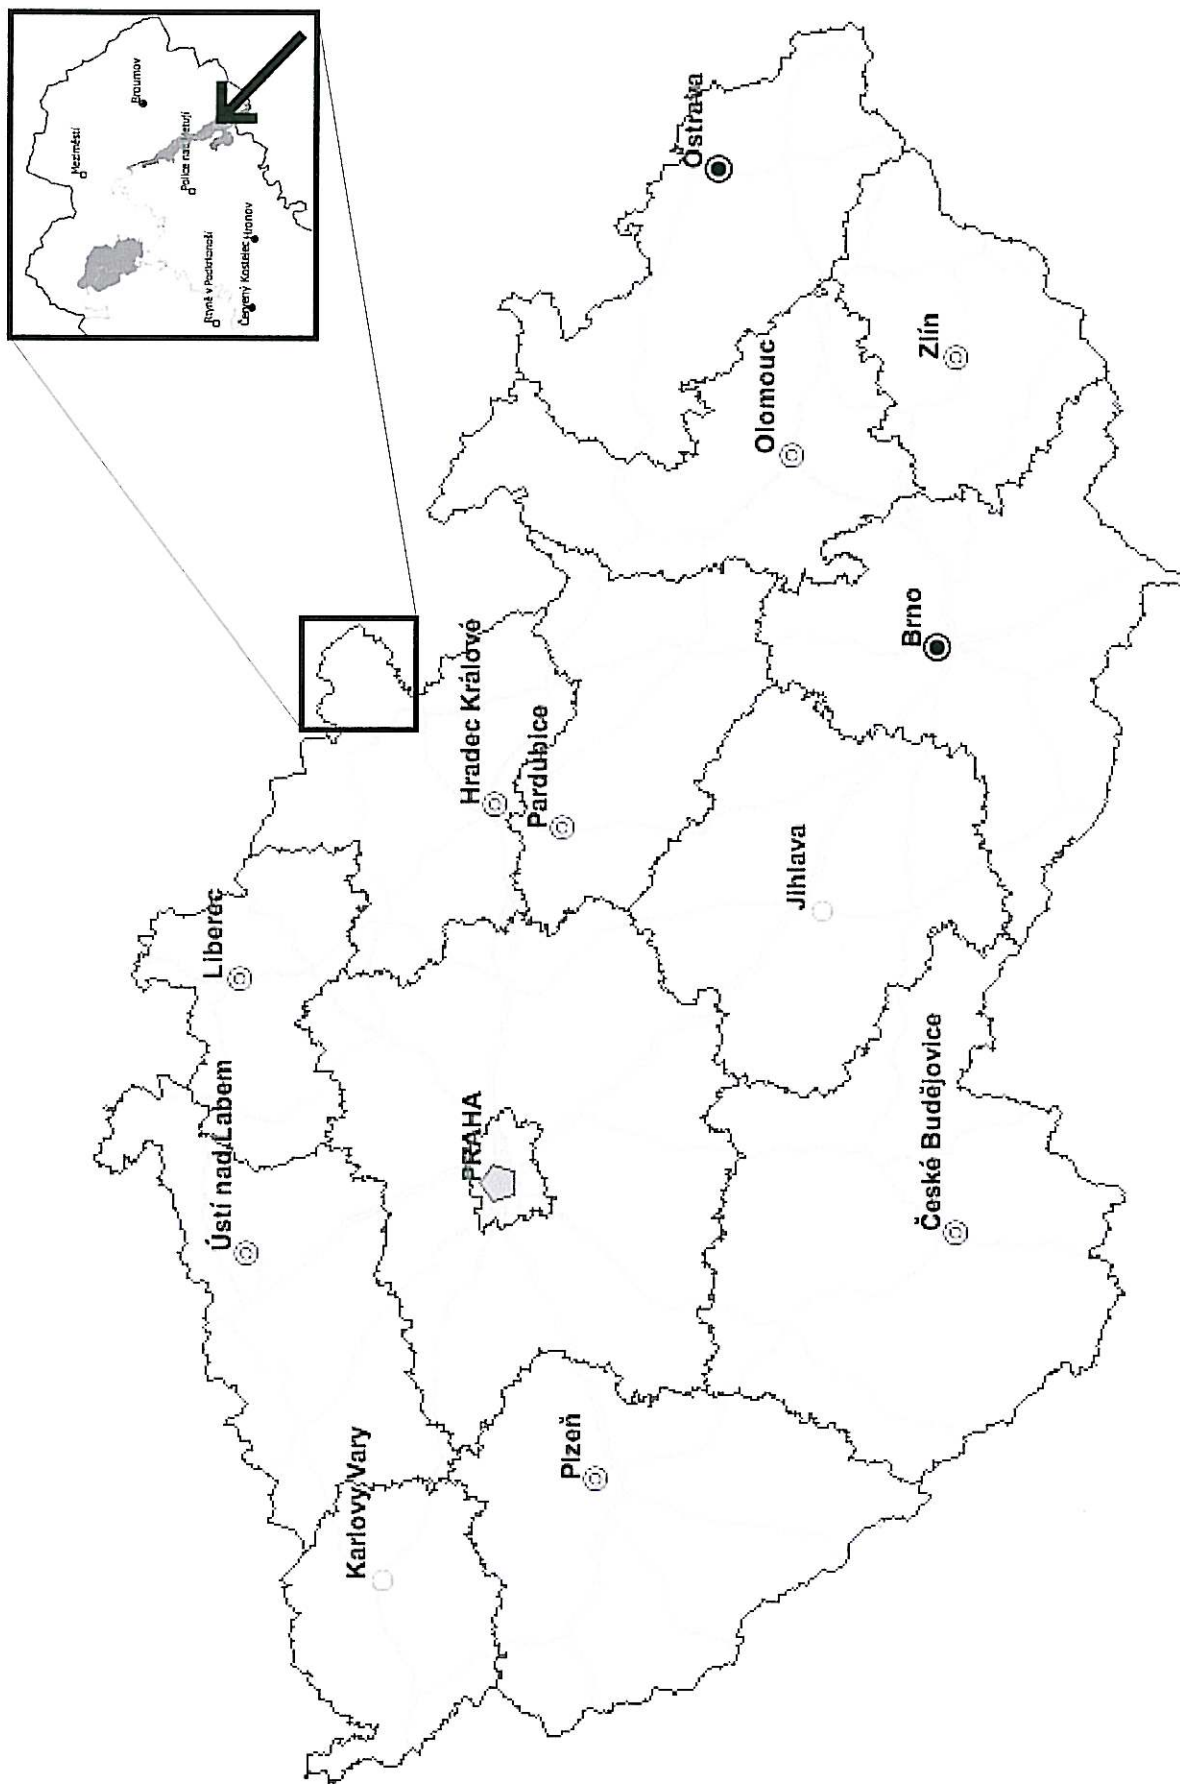 Meziměstí
Broumov
Police nad Metují
Rtyně v Podkrkonoší
Červený Kostelec
Hronov
Liberec
Ústí nad Labem
Karlovy Vary
PRAHA
Hradec Králové
Pardubice
Plzeň
Jihlava
České Budějovice
Brno
Olomouc
Ostrava
Zlín